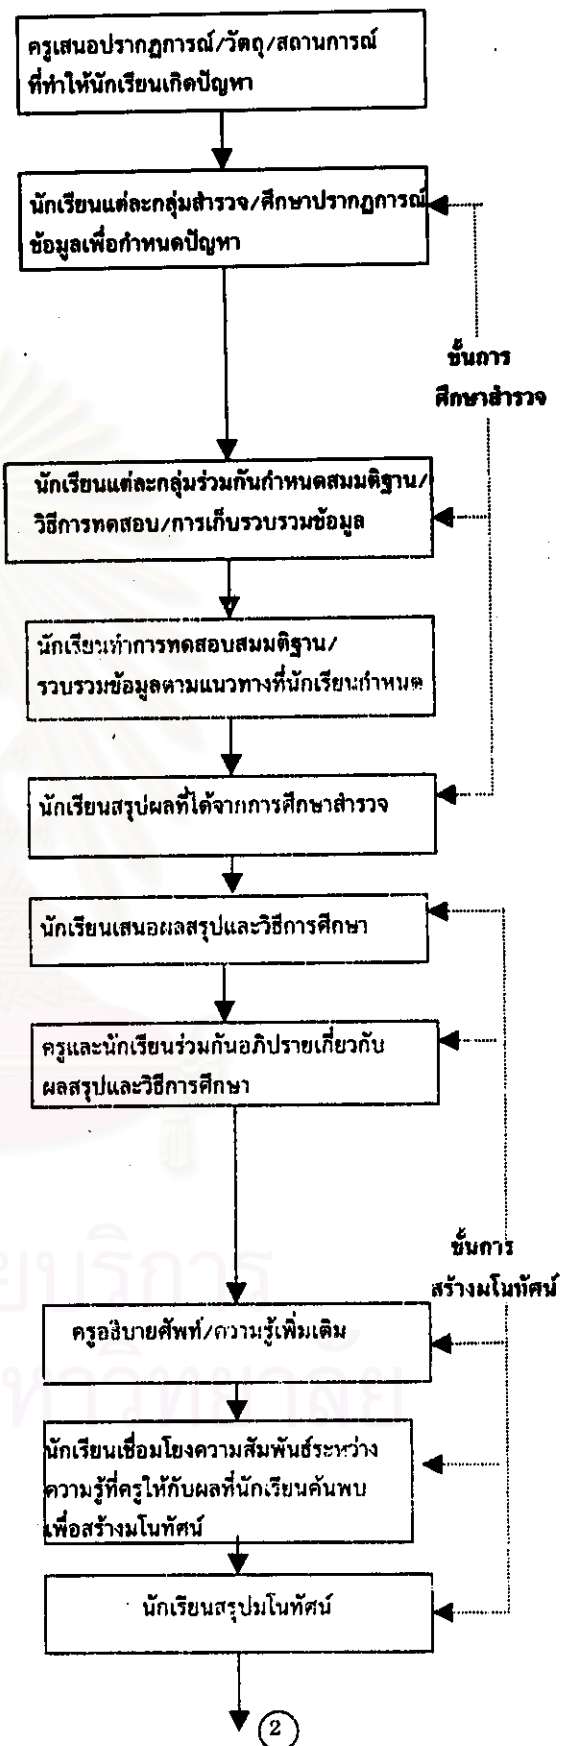 ครูเสนอปรากฏการณ์/วัตถุ/สถานการณ์
ที่ทำให้นักเรียนเกิดปัญหา
นักเรียนแต่ละกลุ่มสำรวจ/ศึกษาปรากฏการณ์
ข้อมูลเพื่อกำหนดปัญหา
ขั้นการ
ศึกษาสำรวจ
นักเรียนแต่ละกลุ่มร่วมกันกำหนดสมมติฐาน/
วิธีการทดสอบ/การเก็บรวบรวมข้อมูล
นักเรียนทำการทดสอบสมมติฐาน/
รวบรวมข้อมูลตามแนวทางที่นักเรียนกำหนด
นักเรียนสรุปผลที่ได้จากการศึกษาสำรวจ
นักเรียนเสนอผลสรุปและวิธีการศึกษา
ครูและนักเรียนร่วมกันอภิปรายเกี่ยวกับ
ผลสรุปและวิธีการศึกษา
ขั้นการ
สร้างมโนทัศน์
ครูอธิบายศัพท์/ความรู้เพิ่มเติม
นักเรียนเชื่อมโยงความสัมพันธ์ระหว่าง
ความรู้ที่ครูให้กับผลที่นักเรียนค้นพบ
เพื่อสร้างมโนทัศน์
นักเรียนสรุปมโนทัศน์
2
ยบริการ
หาวิทยาลัย